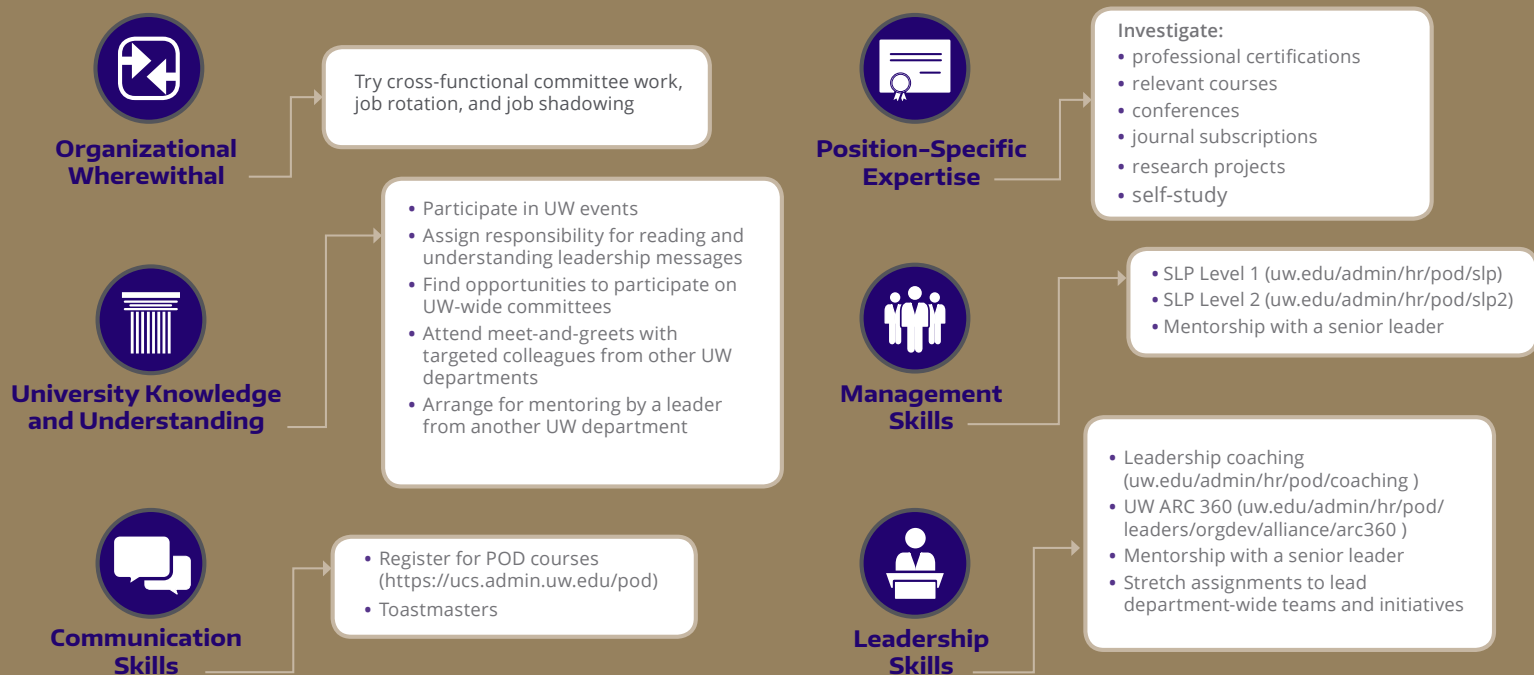 Organizational
Wherewithal
Try cross-functional committee work,
job rotation, and job shadowing
University Knowledge
and Understanding
• Participate in UW events
• Assign responsibility for reading and
understanding leadership messages
• Find opportunities to participate on
UW-wide committees
• Attend meet-and-greets with
targeted colleagues from other UW
departments
• Arrange for mentoring by a leader
from another UW department
Communication
Skills
• Register for POD courses
(https://ucs.admin.uw.edu/pod)
• Toastmasters
Position-Specific
Expertise
Investigate:
• professional certifications
• relevant courses
• conferences
• journal subscriptions
• research projects
• self-study
Management
Skills
• SLP Level 1 (uw.edu/admin/hr/pod/slp)
• SLP Level 2 (uw.edu/admin/hr/pod/slp2)
• Mentorship with a senior leader
Leadership
Skills
• Leadership coaching
(uw.edu/admin/hr/pod/coaching )
• UW ARC 360 (uw.edu/admin/hr/pod/
leaders/orgdev/alliance/arc360 )
• Mentorship with a senior leader
• Stretch assignments to lead
department-wide teams and initiatives